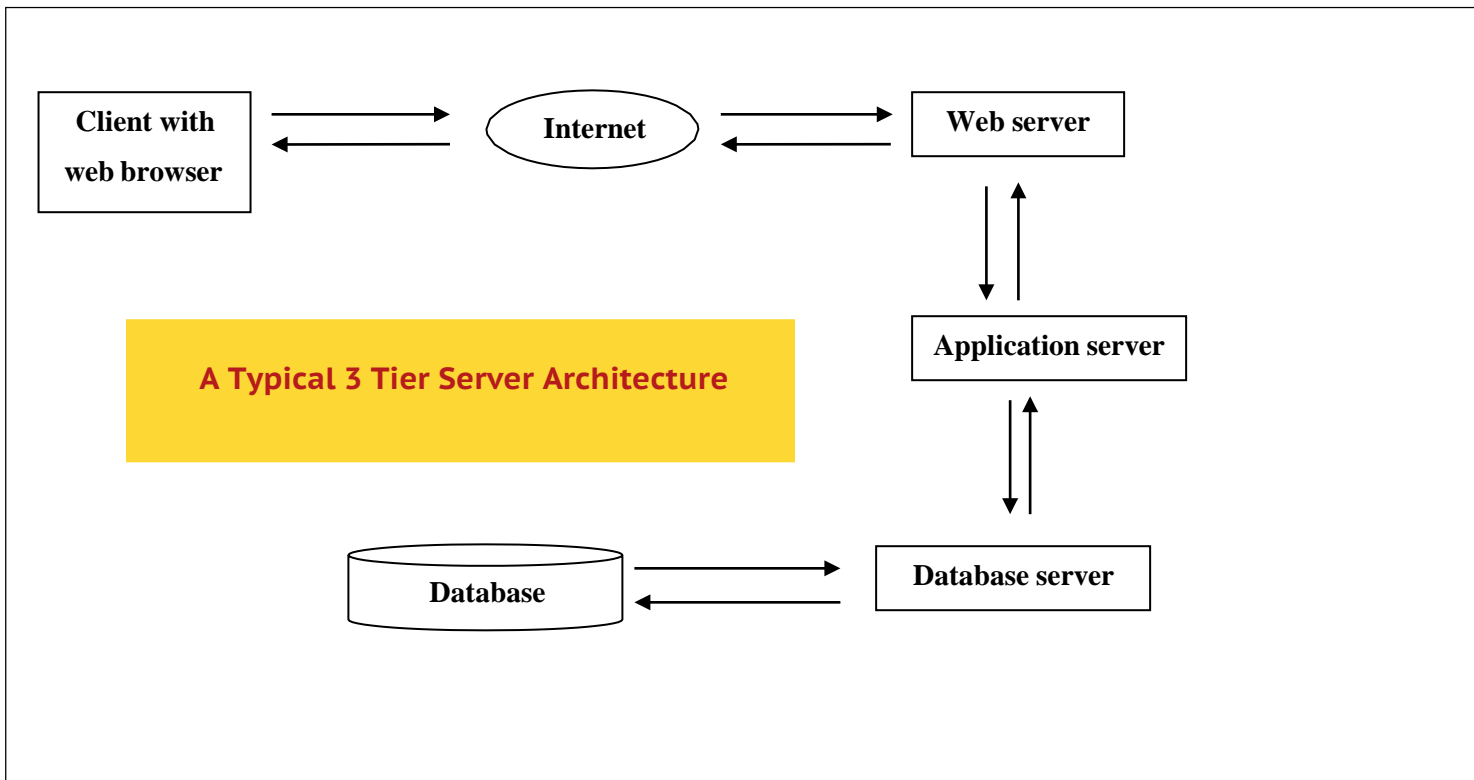 Client with
web browser
Internet
Web server
Application server
A Typical 3 Tier Server Architecture
Database server
Database